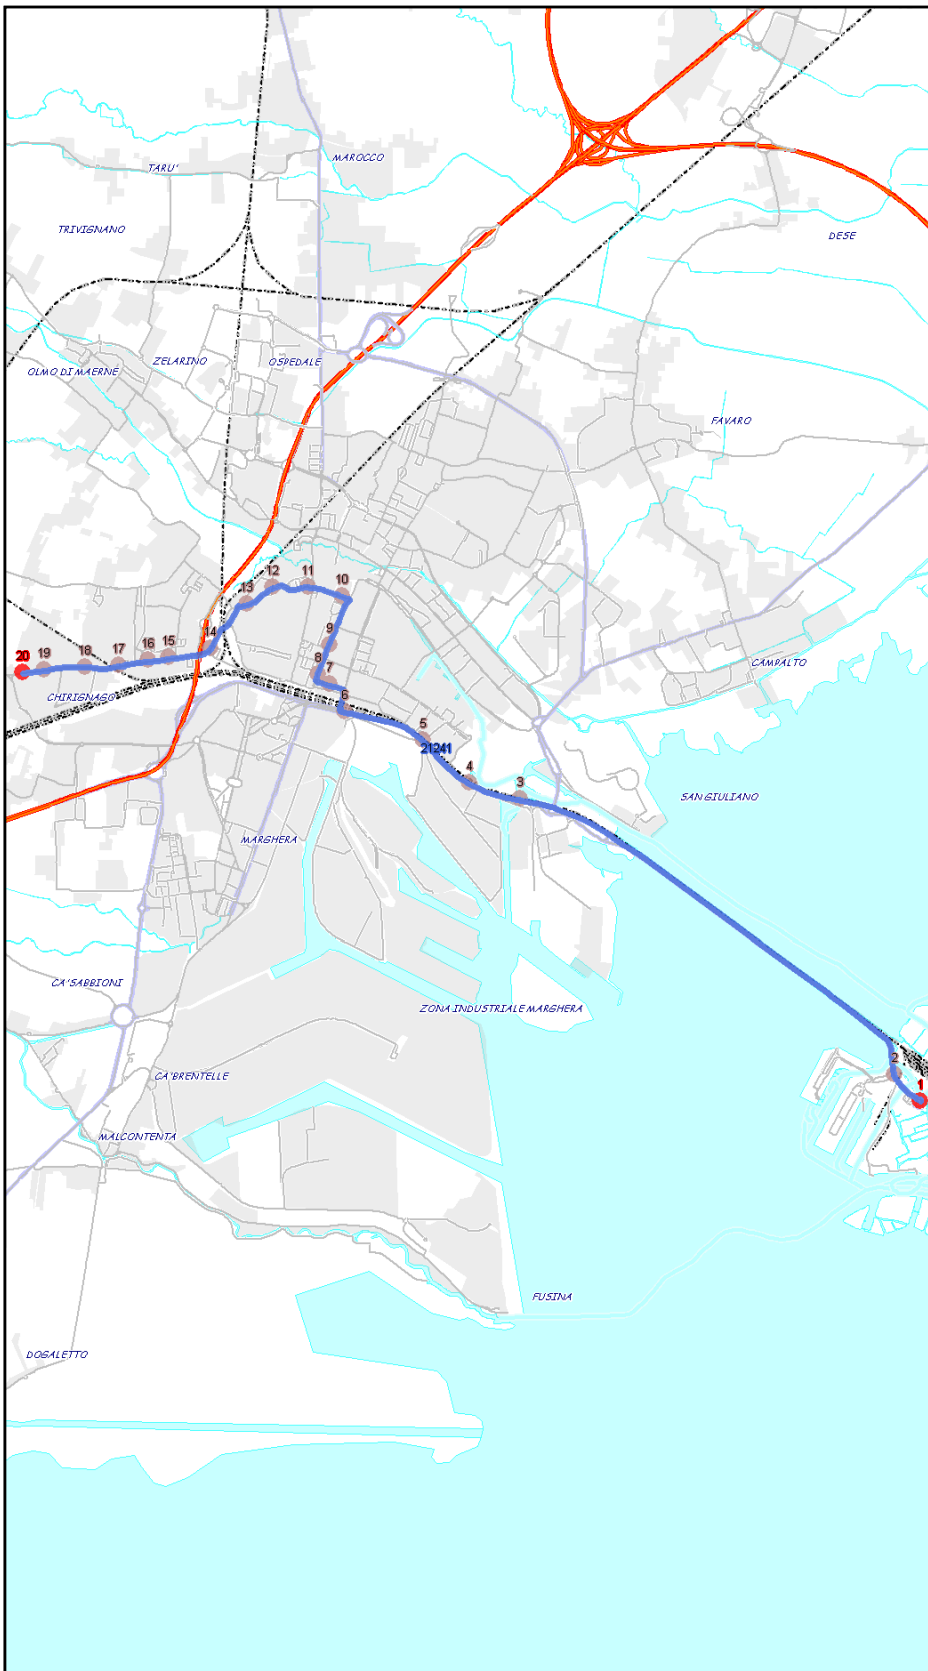 MAROCCO
TARU'
TRIVIGNANO
DESE
ZELARINO
OSPEDALE
OLMO DI MAERNE
FAVARO
12
11
10
13
14
9
15
16
17
18
19
20
8
7
CAMPALTO
CHIRIGNAGO
6
5
21241
4
3
SAN GIULIANO
MARGHERA
CA'SABBIONI
ZONA INDUSTRIALE MARGHERA
2
CA'BRENTELLE
1
MALCONTENTA
FUSINA
DOGALETTO